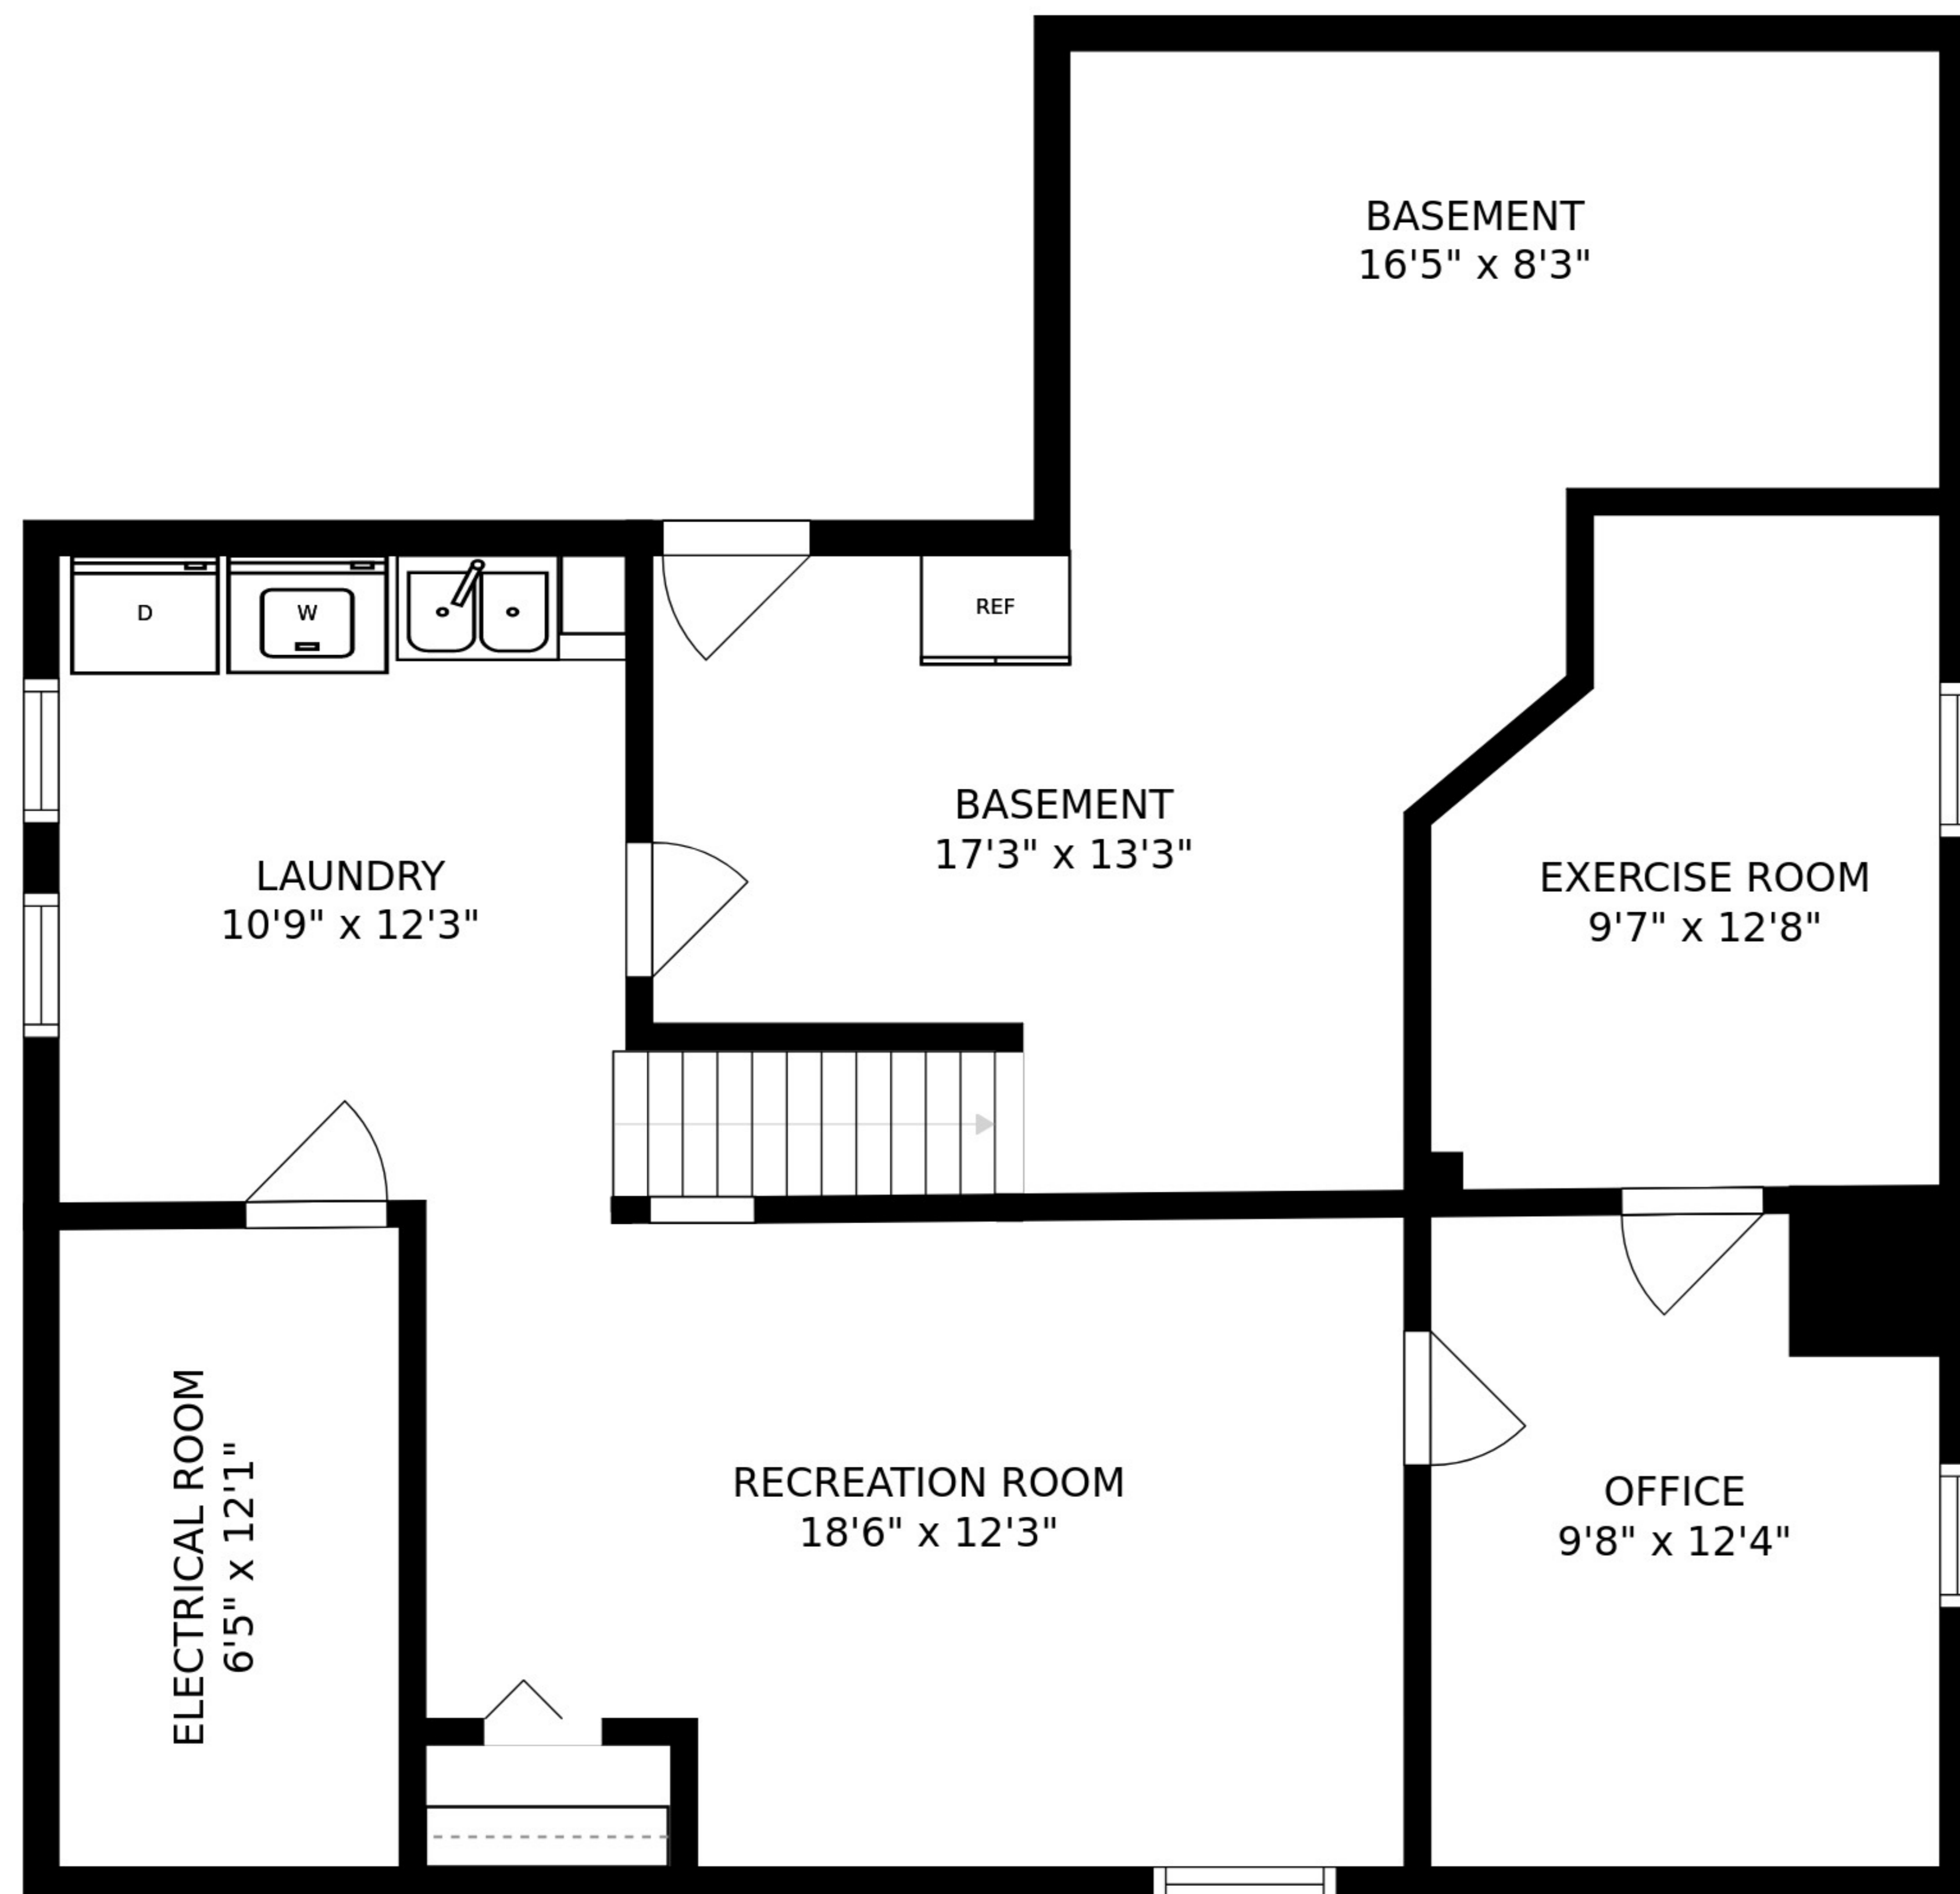 BASEMENT
16'5" x 8'3"
D
W
REF
BASEMENT
17'3" x 13'3"
LAUNDRY
10'9" x 12'3"
EXERCISE ROOM
9'7" x 12'8"
ELECTRICAL ROOM
6'5" x 12'1"
RECREATION ROOM
18'6" x 12'3"
OFFICE
9'8" x 12'4"